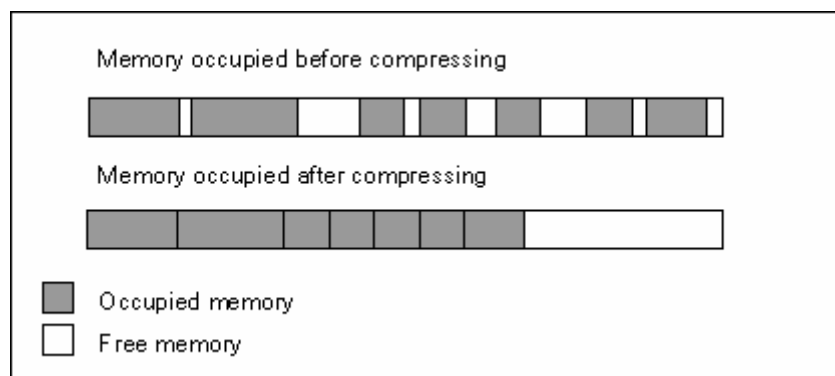 Memory occupied before compressing
Memory occupied after compressing
Occupied memory
Free memory